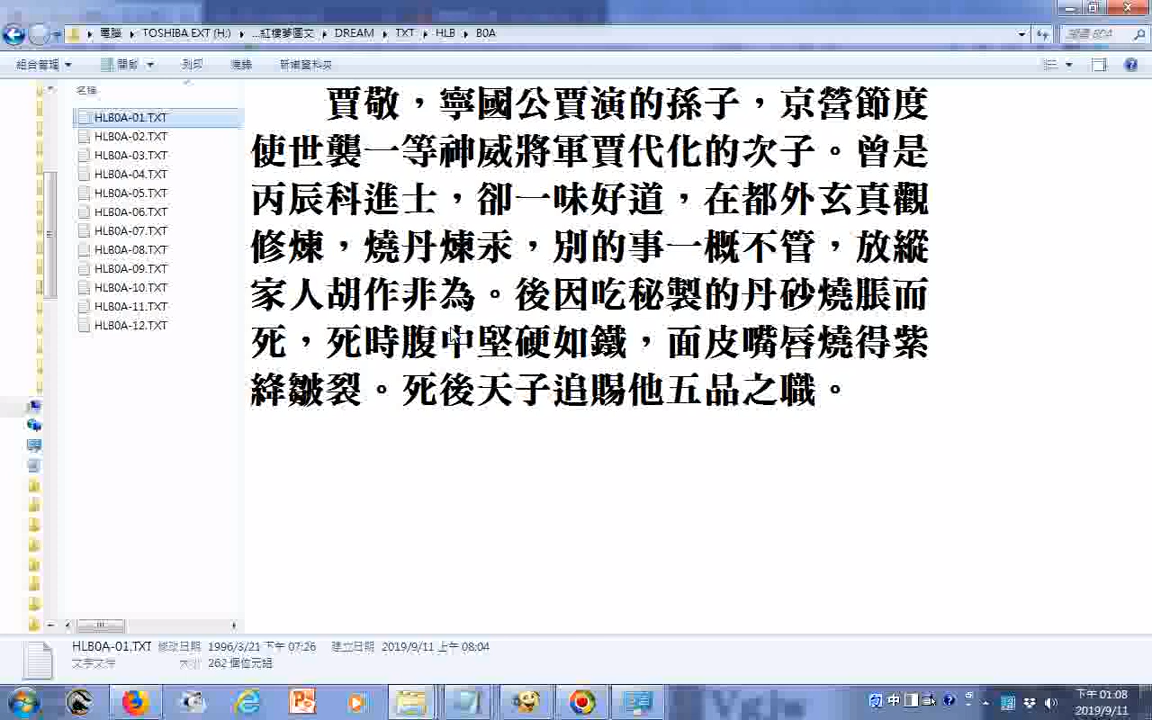 電腦 ▸ TOSHIBA EXT (H:) ▸ ...紅樓夢圖文 ▸ DREAM ▸ TXT ▸ HLB ▸ B0A
搜尋 B0A
組合管理 開啟 列印 燒錄 新增資料夾
名稱
HLB0A-01.TXT
HLB0A-02.TXT
HLB0A-03.TXT
HLB0A-04.TXT
HLB0A-05.TXT
HLB0A-06.TXT
HLB0A-07.TXT
HLB0A-08.TXT
HLB0A-09.TXT
HLB0A-10.TXT
HLB0A-11.TXT
HLB0A-12.TXT
賈敬，寧國公賈演的孫子，京營節度
使世襲一等神威將軍賈代化的次子。曾是
丙辰科進士，卻一味好道，在都外玄真觀
修煉，燒丹煉汞，別的事一概不管，放縱
家人胡作非為。後因吃秘製的丹砂燒脹而
死，死時腹中堅硬如鐵，面皮嘴唇燒得紫
絳皺裂。死後天子追賜他五品之職。
HLB0A-01.TXT 修改日期: 1996/3/21 下午 07:26 建立日期: 2019/9/11 上午 08:04
文字文件 大小: 262 個位元組
中
下午 01:08
2019/9/11